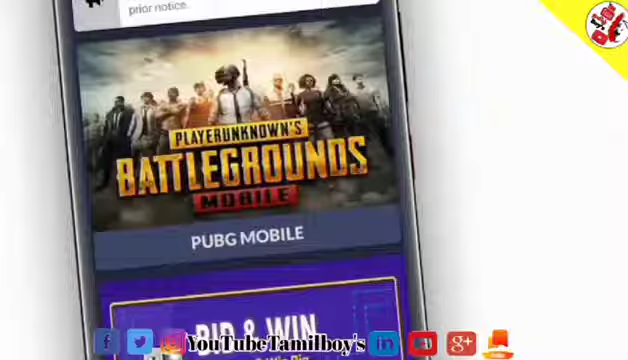 prior notice.
PLAYERUNKNOWN'S
BATTLEGROUNDS
MOBILE
PUBG MOBILE
BID & WIN
YouTubeTamilboy's